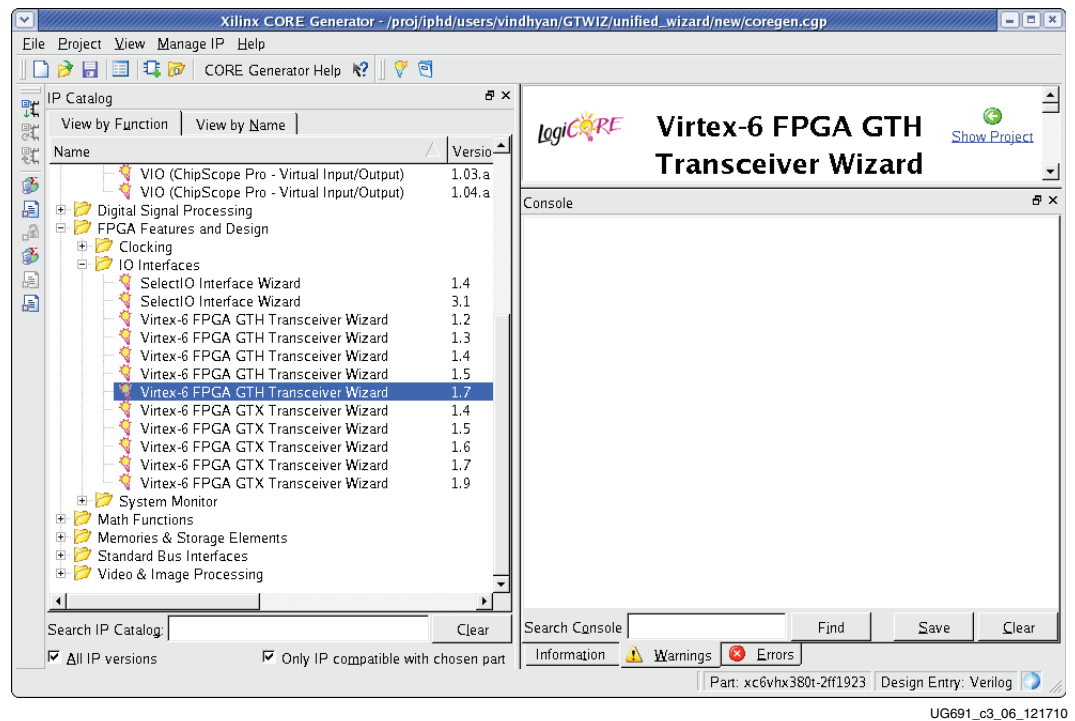 Xilinx CORE Generator - /proj/iphd/users/vindhyan/GTWIZ/unified_wizard/new/coregen.cgp
File Project View Manage IP Help
CORE Generator Help
IP Catalog
View by Function View by Name
Name Versio
VIO (ChipScope Pro - Virtual Input/Output) 1.03.a
VIO (ChipScope Pro - Virtual Input/Output) 1.04.a
Digital Signal Processing
FPGA Features and Design
Clocking
IO Interfaces
SelectIO Interface Wizard 1.4
SelectIO Interface Wizard 3.1
Virtex-6 FPGA GTH Transceiver Wizard 1.2
Virtex-6 FPGA GTH Transceiver Wizard 1.3
Virtex-6 FPGA GTH Transceiver Wizard 1.4
Virtex-6 FPGA GTH Transceiver Wizard 1.5
Virtex-6 FPGA GTH Transceiver Wizard 1.7
Virtex-6 FPGA GTX Transceiver Wizard 1.4
Virtex-6 FPGA GTX Transceiver Wizard 1.5
Virtex-6 FPGA GTX Transceiver Wizard 1.6
Virtex-6 FPGA GTX Transceiver Wizard 1.7
Virtex-6 FPGA GTX Transceiver Wizard 1.9
System Monitor
Math Functions
Memories & Storage Elements
Standard Bus Interfaces
Video & Image Processing
Search IP Catalog: Clear
All IP versions Only IP compatible with chosen part
logiCORE Virtex-6 FPGA GTH Show Project
Transceiver Wizard
Console
Search Console Find Save Clear
Information Warnings Errors
Part: xc6vhx380t-2ff1923 Design Entry: Verilog
UG691_c3_06_121710